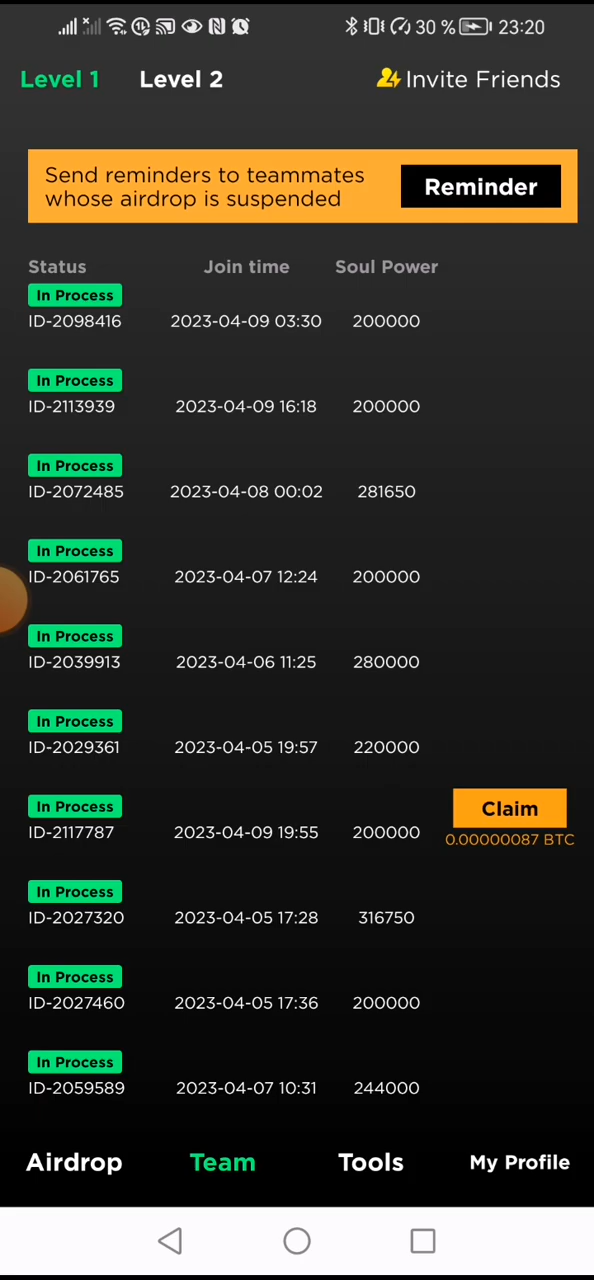 30 % 23:20
Level 1 Level 2 Invite Friends
Send reminders to teammates
whose airdrop is suspended
Reminder
Status Join time Soul Power
In Process
ID-2098416 2023-04-09 03:30 200000
In Process
ID-2113939 2023-04-09 16:18 200000
In Process
ID-2072485 2023-04-08 00:02 281650
In Process
ID-2061765 2023-04-07 12:24 200000
In Process
ID-2039913 2023-04-06 11:25 280000
In Process
ID-2029361 2023-04-05 19:57 220000
In Process
Claim
ID-2117787 2023-04-09 19:55 200000
0.00000087 BTC
In Process
ID-2027320 2023-04-05 17:28 316750
In Process
ID-2027460 2023-04-05 17:36 200000
In Process
ID-2059589 2023-04-07 10:31 244000
Airdrop Team Tools My Profile